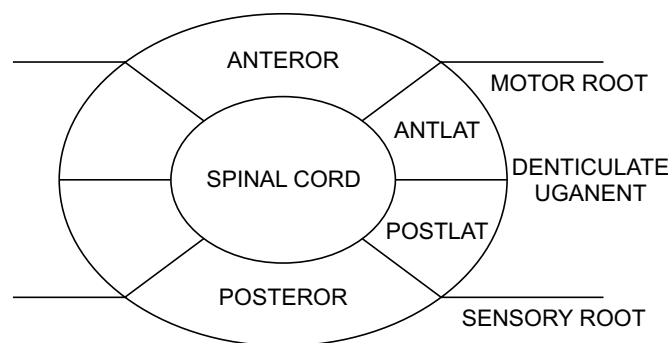 ANTEROR
MOTOR ROOT
ANTLAT
SPINAL CORD
DENTICULATE
UGANENT
POSTLAT
POSTEROR
SENSORY ROOT